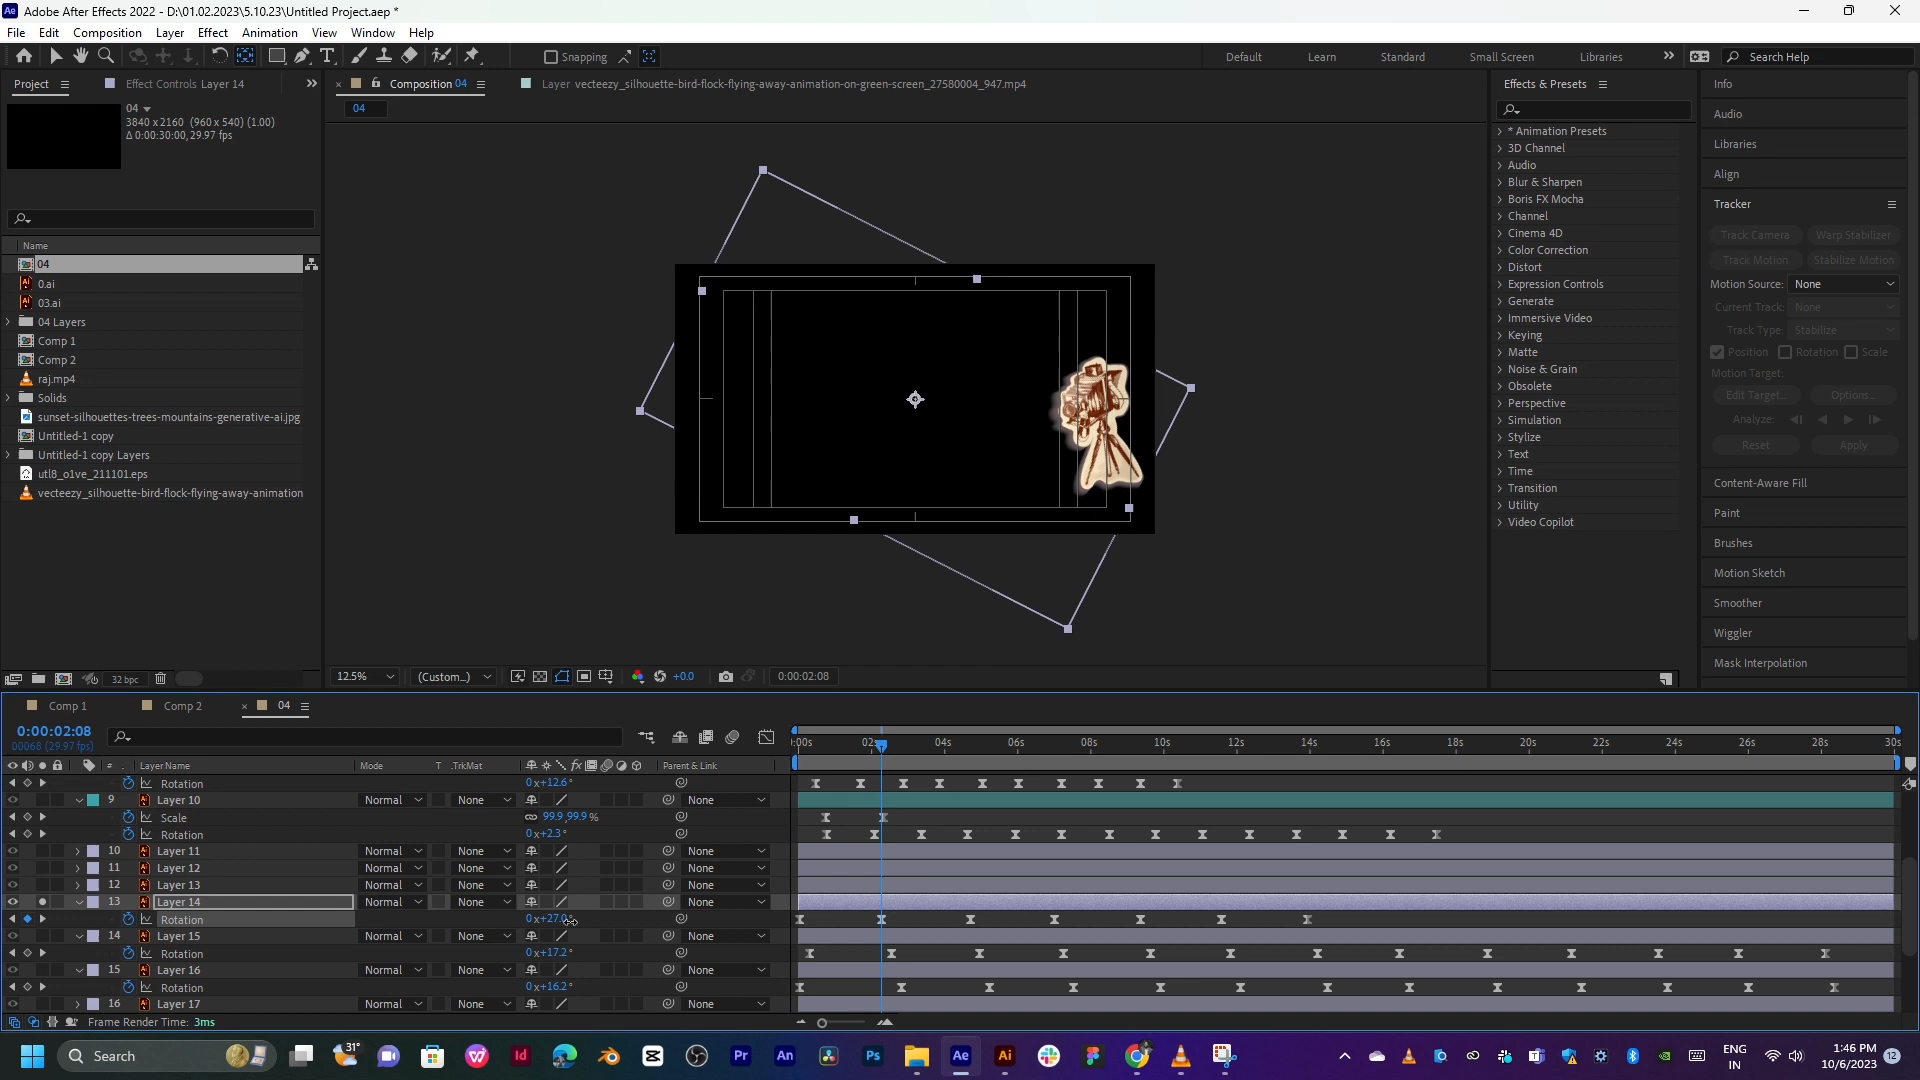 Adobe After Effects 2022 - D:\01.02.2023\5.10.23\Untitled Project.aep *
File Edit Composition Layer Effect Animation View Window Help
Snapping Default Learn Standard Small Screen Libraries Search Help
Project Effect Controls Layer 14
Composition 04 Layer vecteezy_silhouette-bird-flock-flying-away-animation-on-green-screen_27580004_947.mp4
04
3840 x 2160 (960 x 540) (1.00)
Δ 0:00:30:00, 29.97 fps
Name
04
0.ai
03.ai
04 Layers
Comp 1
Comp 2
raj.mp4
Solids
sunset-silhouettes-trees-mountains-generative-ai.jpg
Untitled-1 copy
Untitled-1 copy Layers
utl8_o1ve_211101.eps
vecteezy_silhouette-bird-flock-flying-away-animation
32 bpc
04
12.5% (Custom...) +0.0 0:00:02:08
Effects & Presets
* Animation Presets
3D Channel
Audio
Blur & Sharpen
Boris FX Mocha
Channel
Cinema 4D
Color Correction
Distort
Expression Controls
Generate
Immersive Video
Keying
Matte
Noise & Grain
Obsolete
Perspective
Simulation
Stylize
Text
Time
Transition
Utility
Video Copilot
Info
Audio
Libraries
Align
Tracker
Track Camera Warp Stabilizer
Track Motion Stabilize Motion
Motion Source: None
Current Track: None
Track Type: Stabilize
Position Rotation Scale
Motion Target:
Edit Target... Options...
Analyze:
Reset Apply
Content-Aware Fill
Paint
Brushes
Motion Sketch
Smoother
Wiggler
Mask Interpolation
Comp 1 Comp 2 04
0:00:02:08
00068 (29.97 fps)
:00s 02s 04s 06s 08s 10s 12s 14s 16s 18s 20s 22s 24s 26s 28s 30s
# Layer Name Mode T .TrkMat fx Parent & Link
Rotation 0x+12.6°
9 Layer 10 Normal None None
Scale 99.9,99.9%
Rotation 0x+2.3°
10 Layer 11 Normal None None
11 Layer 12 Normal None None
12 Layer 13 Normal None None
13 Layer 14 Normal None None
Rotation 0x+27.0°
14 Layer 15 Normal None None
Rotation 0x+17.2°
15 Layer 16 Normal None None
Rotation 0x+16.2°
16 Layer 17 Normal None None
Frame Render Time: 3ms
Search 31° Id Pr An Ps Ae Ai
ENG
IN
1:46 PM
10/6/2023
12